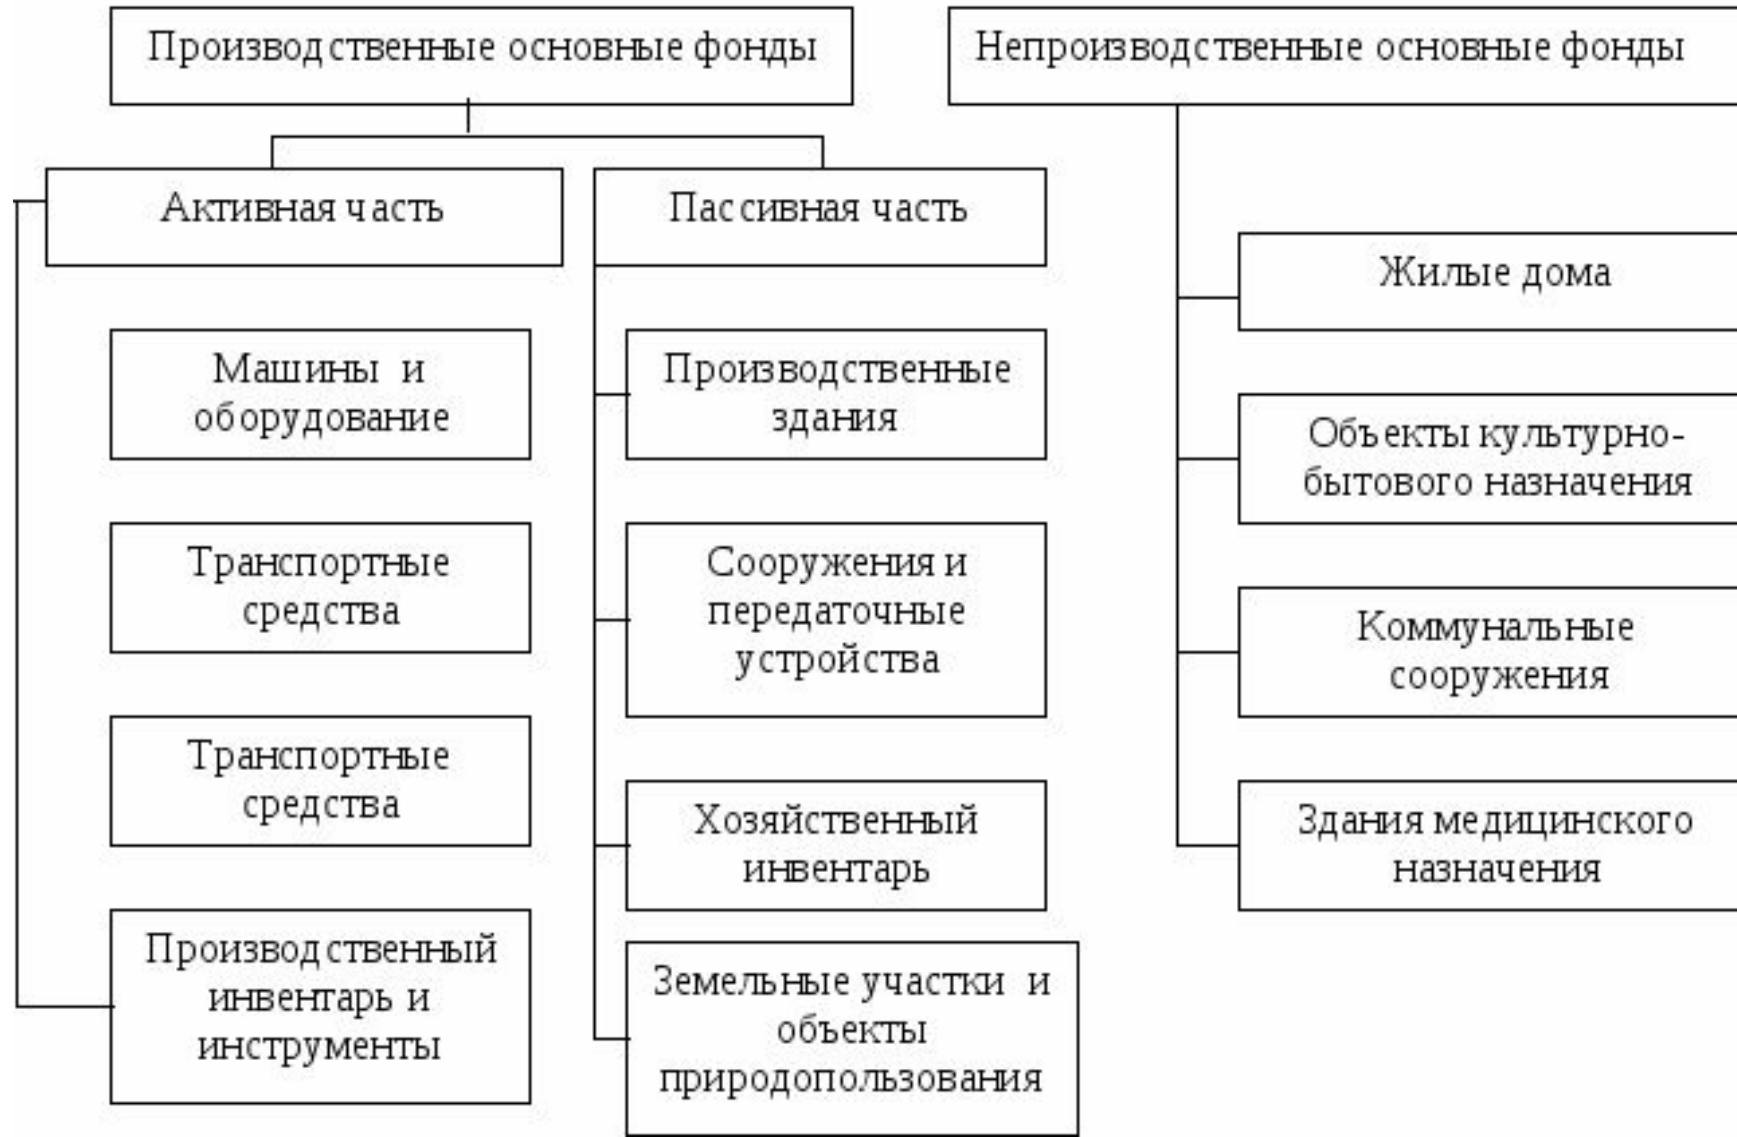 Производственные основные фонды
Непроизводственные основные фонды
Активная часть
Пассивная часть
Машины и
оборудование
Транспортные
средства
Транспортные
средства
Производственный
инвентарь и
инструменты
Производственные
здания
Сооружения и
передаточные
устройства
Хозяйственный
инвентарь
Земельные участки и
объекты
природопользования
Жилые дома
Объекты культурно-
бытового назначения
Коммунальные
сооружения
Здания медицинского
назначения